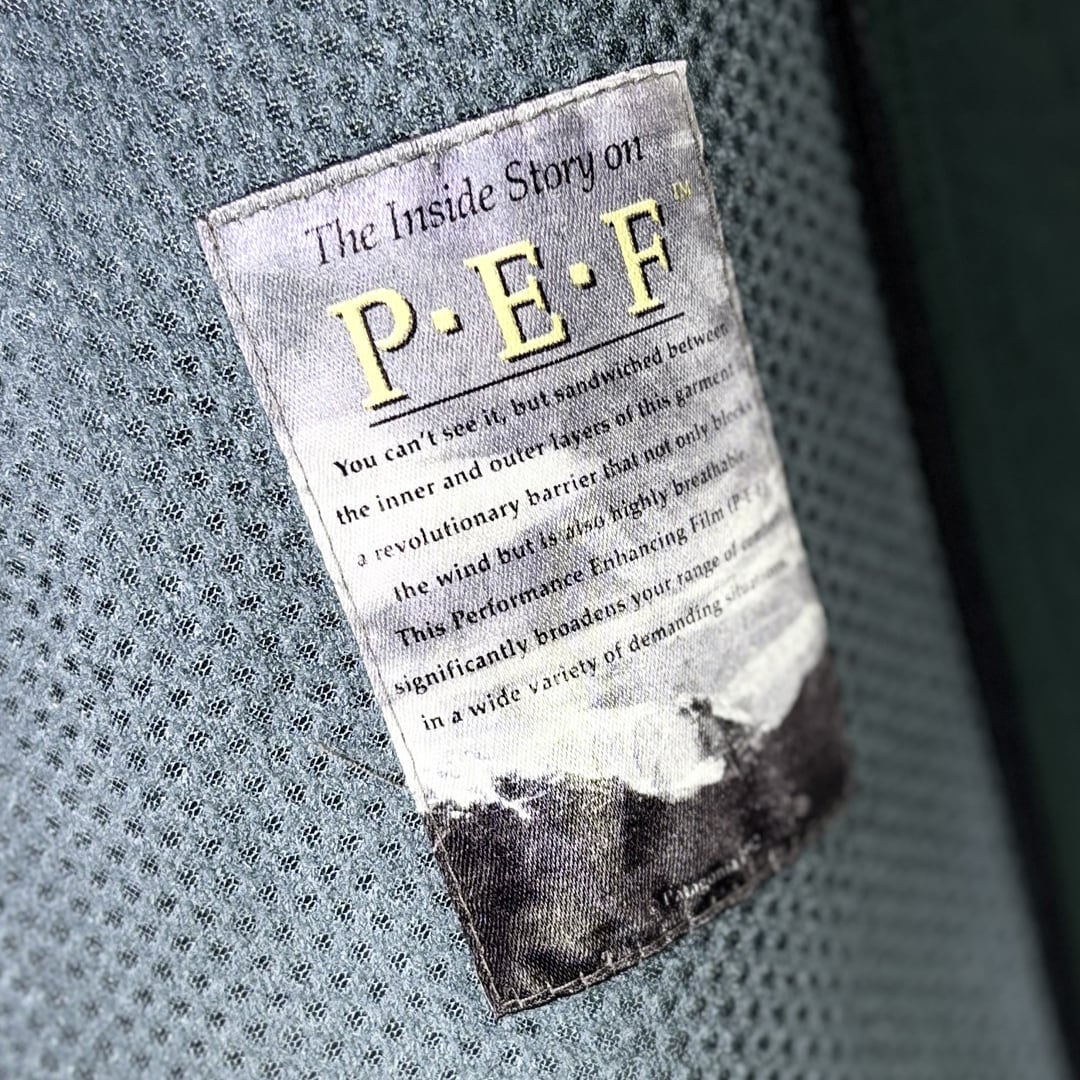 The Inside Story on
P·E·F™
You can't see it, but sandwiched between
the inner and outer layers of this garment
a revolutionary barrier that not only blocks
the wind but is also highly breathable.
This Performance Enhancing Film (P·E·F)
significantly broadens your range of
in a wide variety of demanding situations